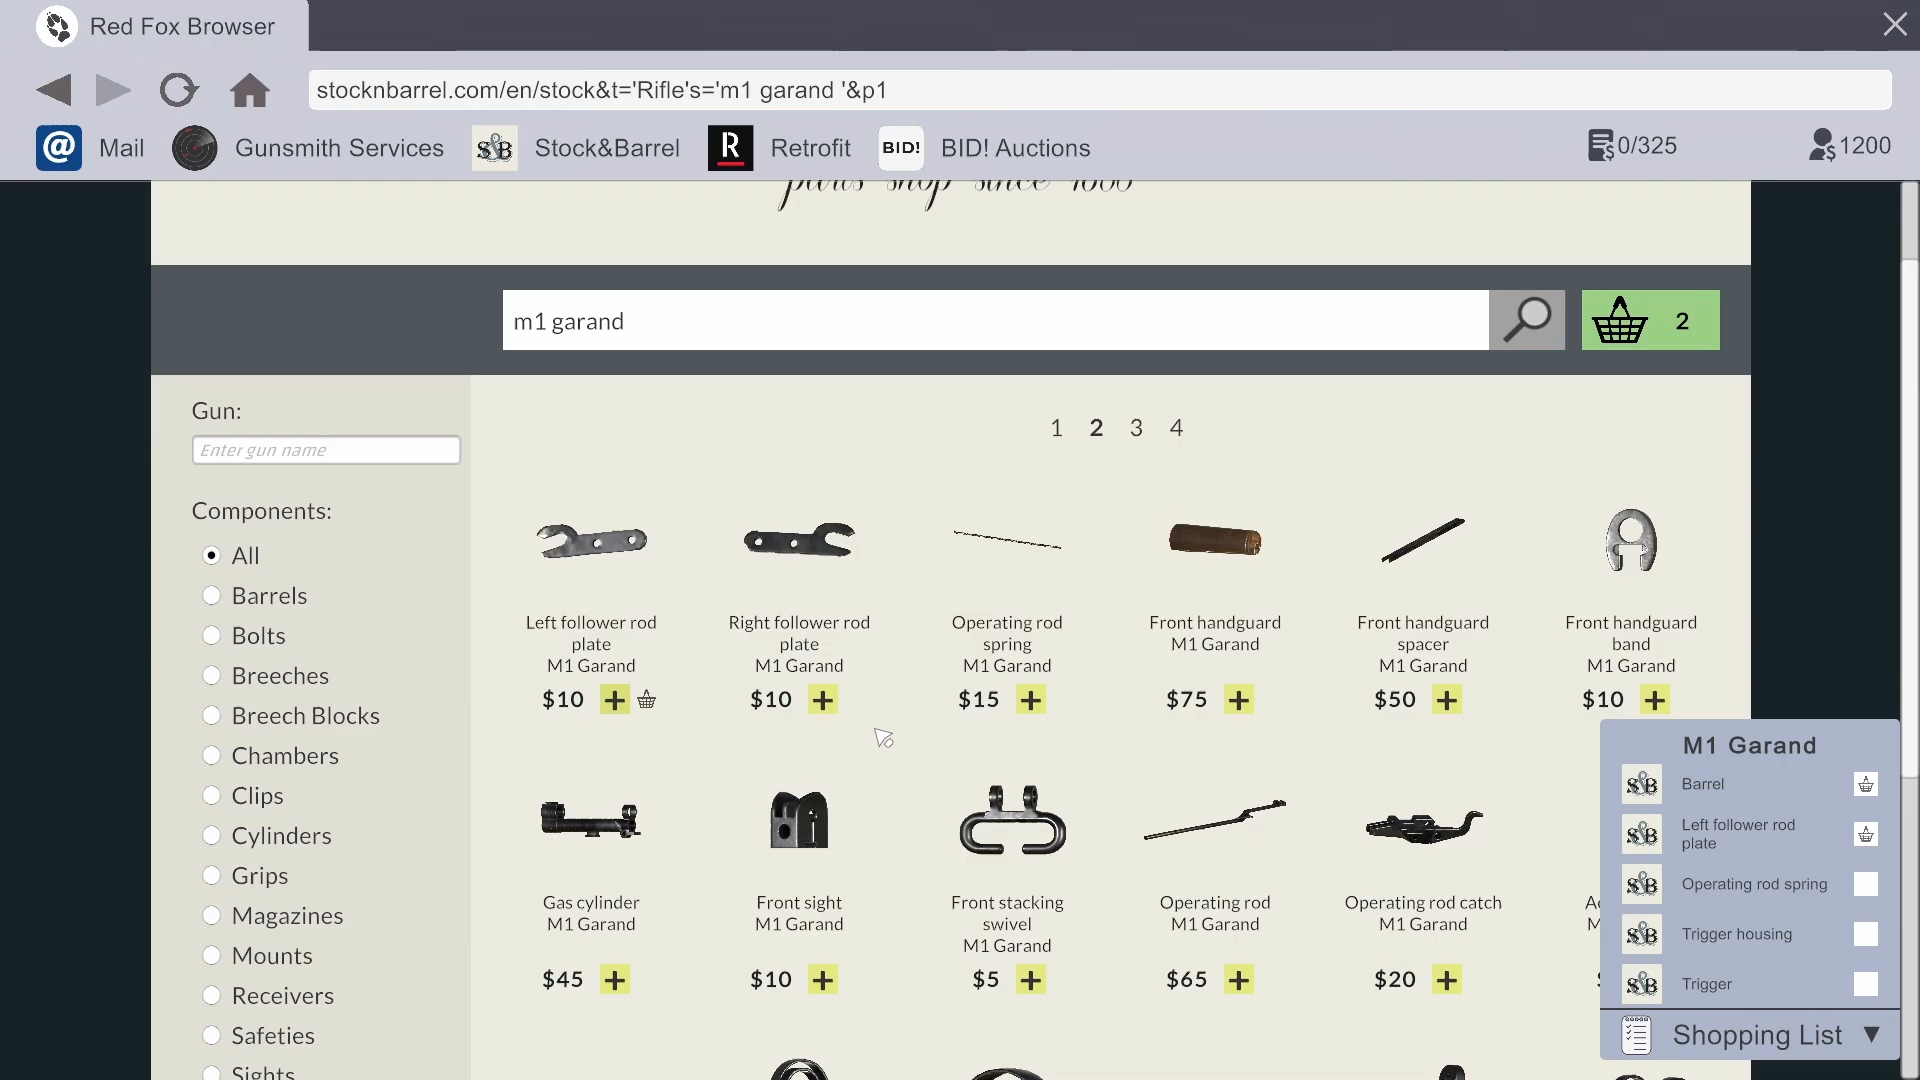 Red Fox Browser
stocknbarrel.com/en/stock&t='Rifle's='m1 garand '&p1
@ Mail Gunsmith Services S&B Stock&Barrel R Retrofit BID! BID! Auctions 0/325 1200
parts shop since 1860
m1 garand 2
Gun:
Enter gun name
Components:
All
Barrels
Bolts
Breeches
Breech Blocks
Chambers
Clips
Cylinders
Grips
Magazines
Mounts
Receivers
Safeties
Sights
1 2 3 4
Left follower rod
plate
M1 Garand
$10 +
Right follower rod
plate
M1 Garand
$10 +
Operating rod
spring
M1 Garand
$15 +
Front handguard
M1 Garand
$75 +
Front handguard
spacer
M1 Garand
$50 +
Front handguard
band
M1 Garand
$10 +
Gas cylinder
M1 Garand
$45 +
Front sight
M1 Garand
$10 +
Front stacking
swivel
M1 Garand
$5 +
Operating rod
M1 Garand
$65 +
Operating rod catch
M1 Garand
$20 +
M1 Garand
S&B Barrel
S&B Left follower rod
plate
S&B Operating rod spring
S&B Trigger housing
S&B Trigger
Shopping List ▼